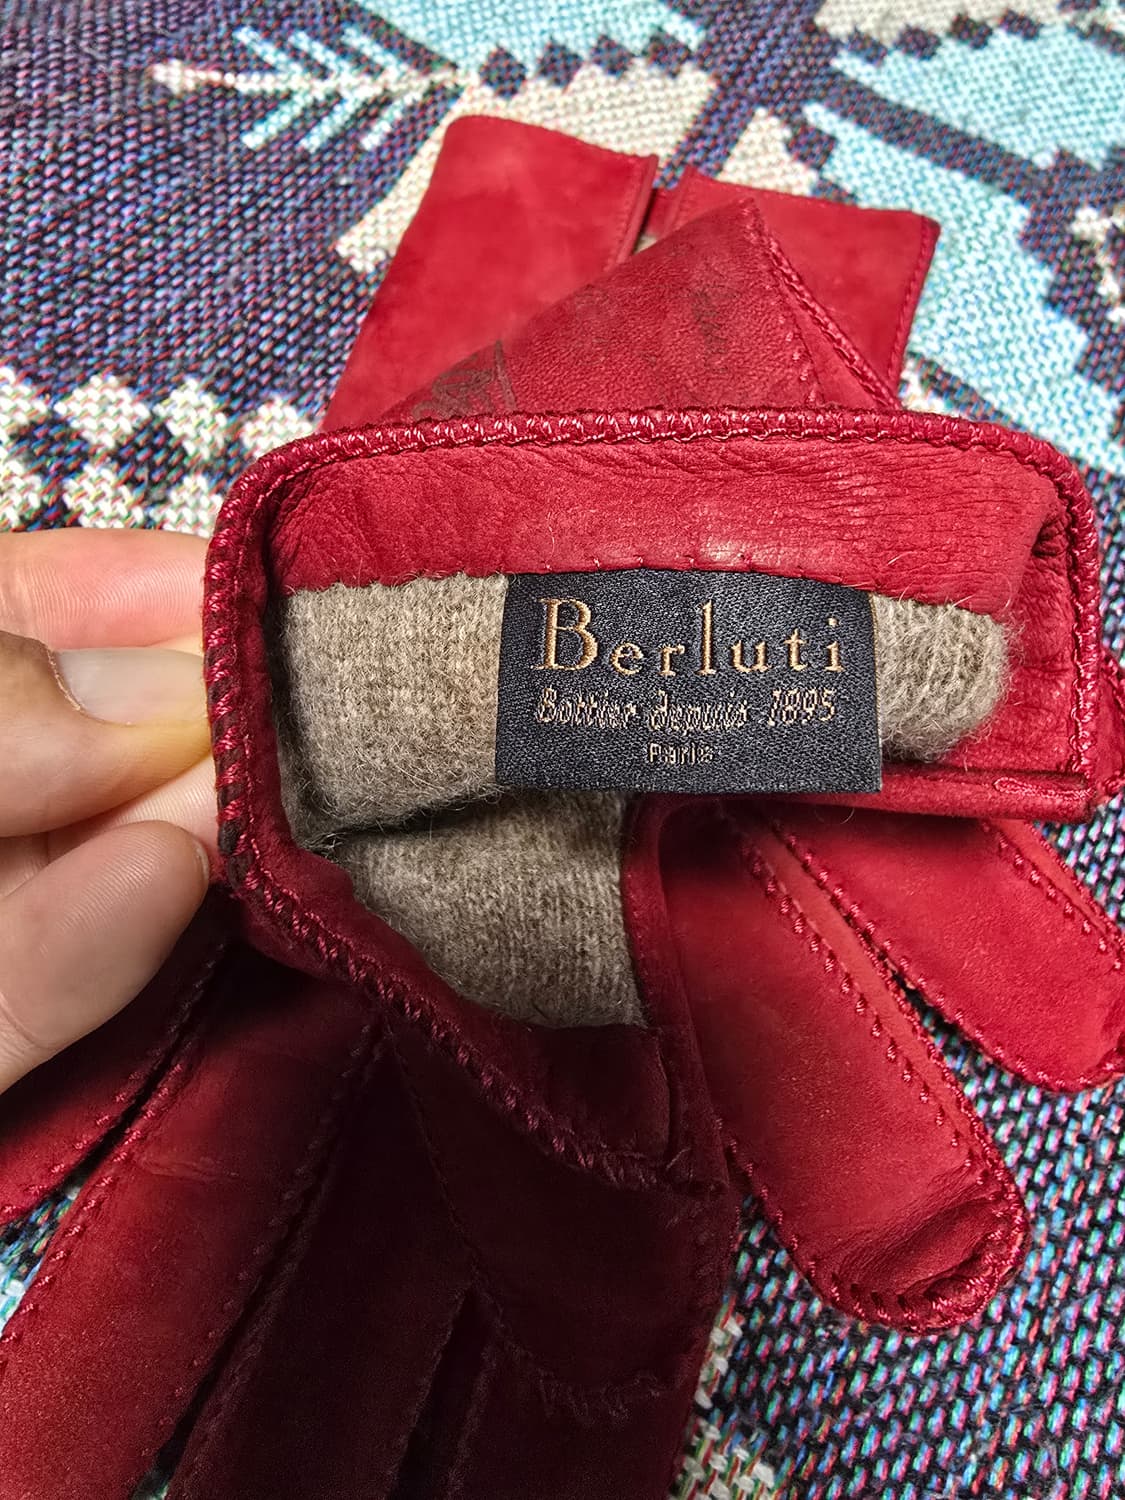 Berluti
Bottier depuis 1895
Paris